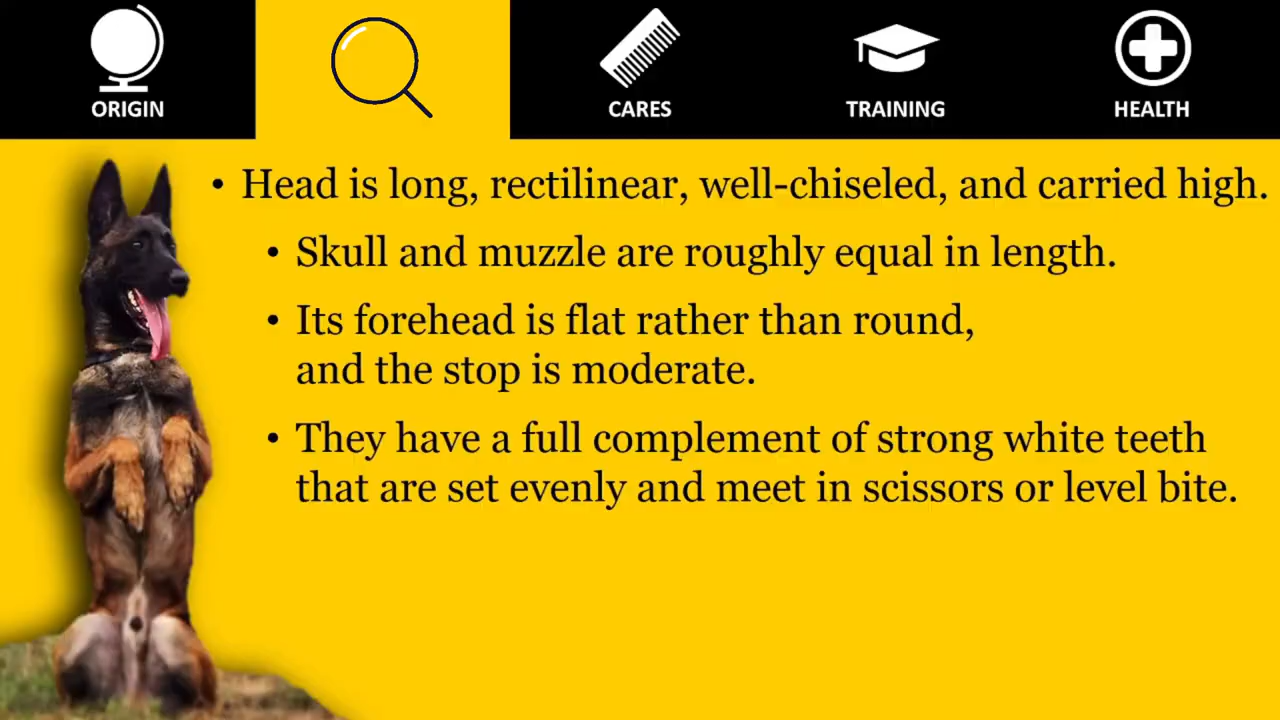 ORIGIN
CARES
TRAINING
HEALTH
• Head is long, rectilinear, well-chiseled, and carried high.
• Skull and muzzle are roughly equal in length.
• Its forehead is flat rather than round,
and the stop is moderate.
• They have a full complement of strong white teeth
that are set evenly and meet in scissors or level bite.